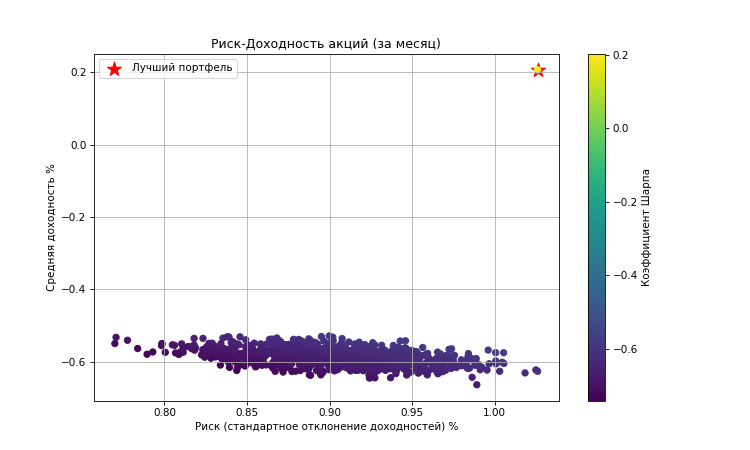 Риск-Доходность акций (за месяц)
Лучший портфель
0.2
0.0
−0.2
−0.4
−0.6
Средняя доходность %
0.80 0.85 0.90 0.95 1.00
Риск (стандартное отклонение доходностей) %
0.2
0.0
−0.2
−0.4
−0.6
Коэффициент Шарпа